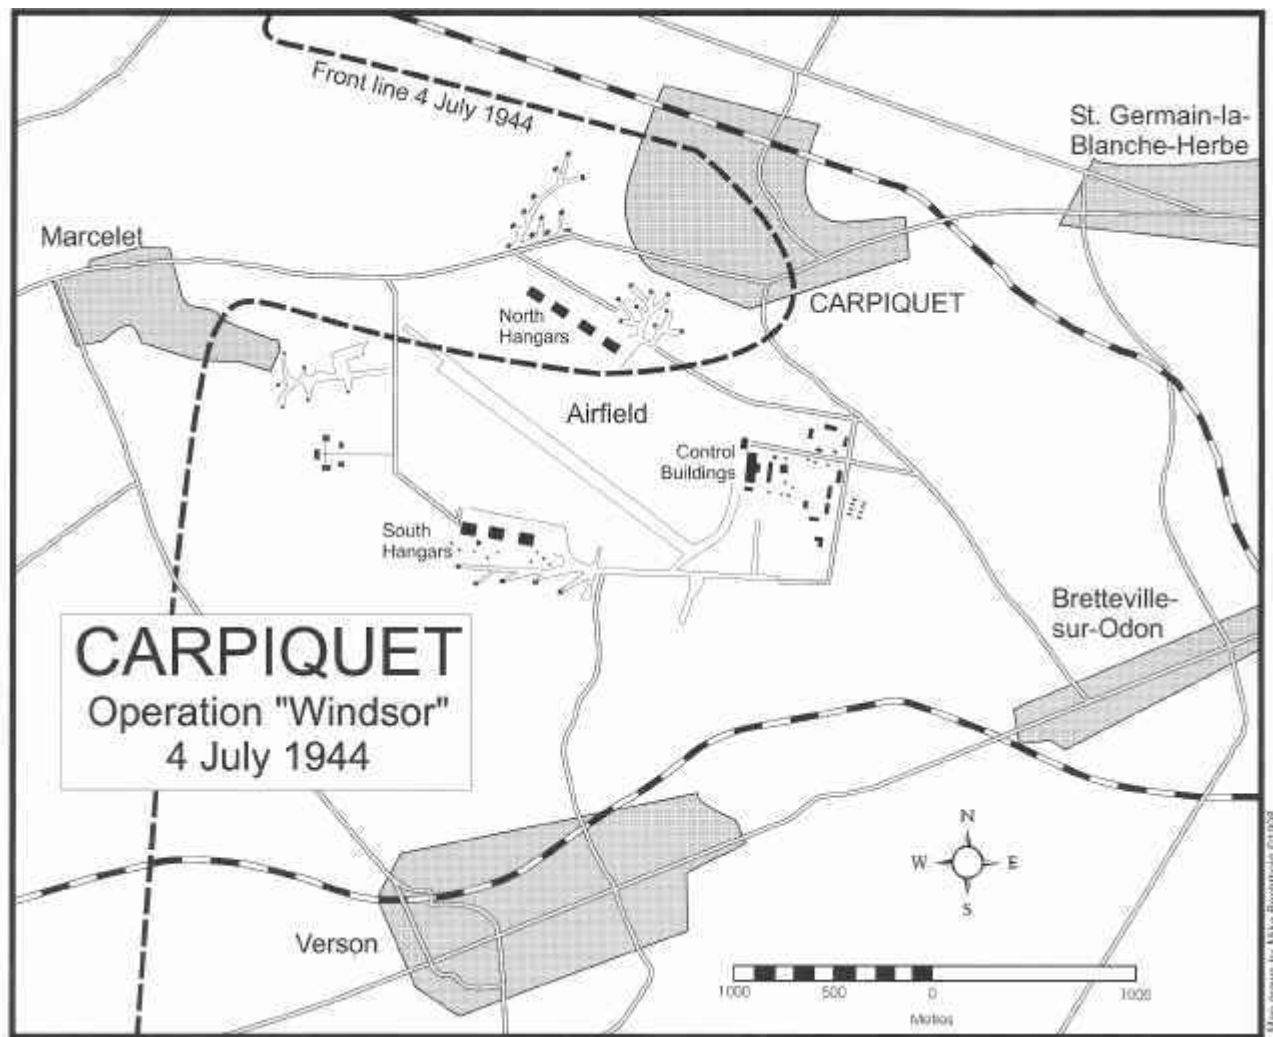 Front line 4 July 1944
St. Germain-la-
Blanche-Herbe
Marcelet
North
Hangars
CARPIQUET
Airfield
Control
Buildings
South
Hangars
Bretteville-
sur-Odon
CARPIQUET
Operation "Windsor"
4 July 1944
Verson
N
W E
S
1000 500 0 1000
Metres